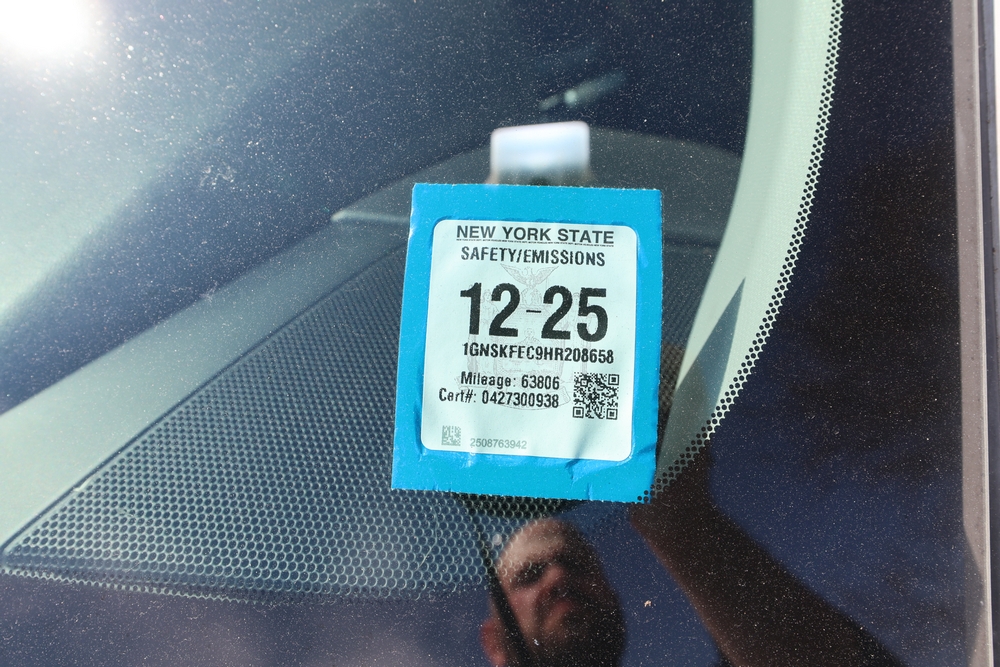 NEW YORK STATE
SAFETY/EMISSIONS
12-25
1GNSKFEC9HR208658
Mileage: 63806
Cert#: 0427300938
2508763942